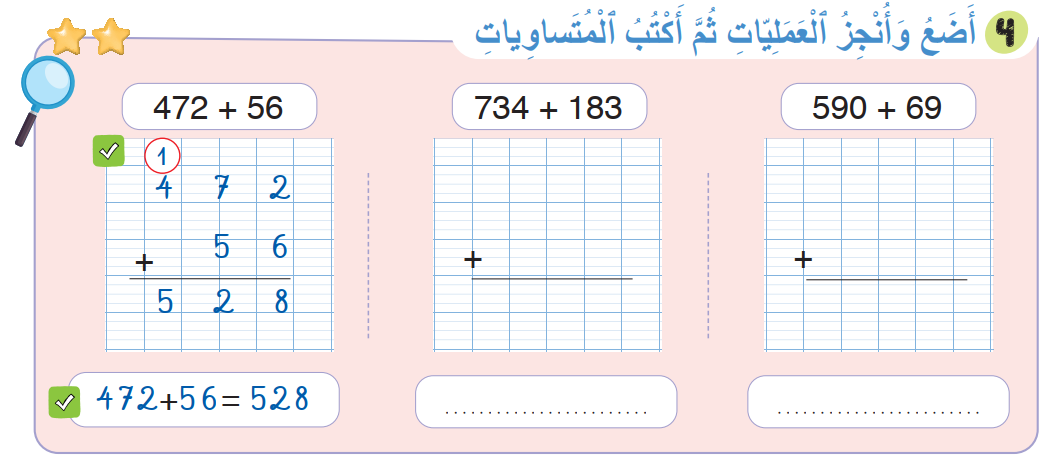 4 أَضَعُ وَأُنْجِزُ ٱلْعَمَلِيّاتِ ثُمَّ أَكْتُبُ ٱلْمُتَساوِياتِ
472 + 56
734 + 183
590 + 69
1
4 7 2
+ 5 6
5 2 8
+
+
472+56= 528
........................
........................